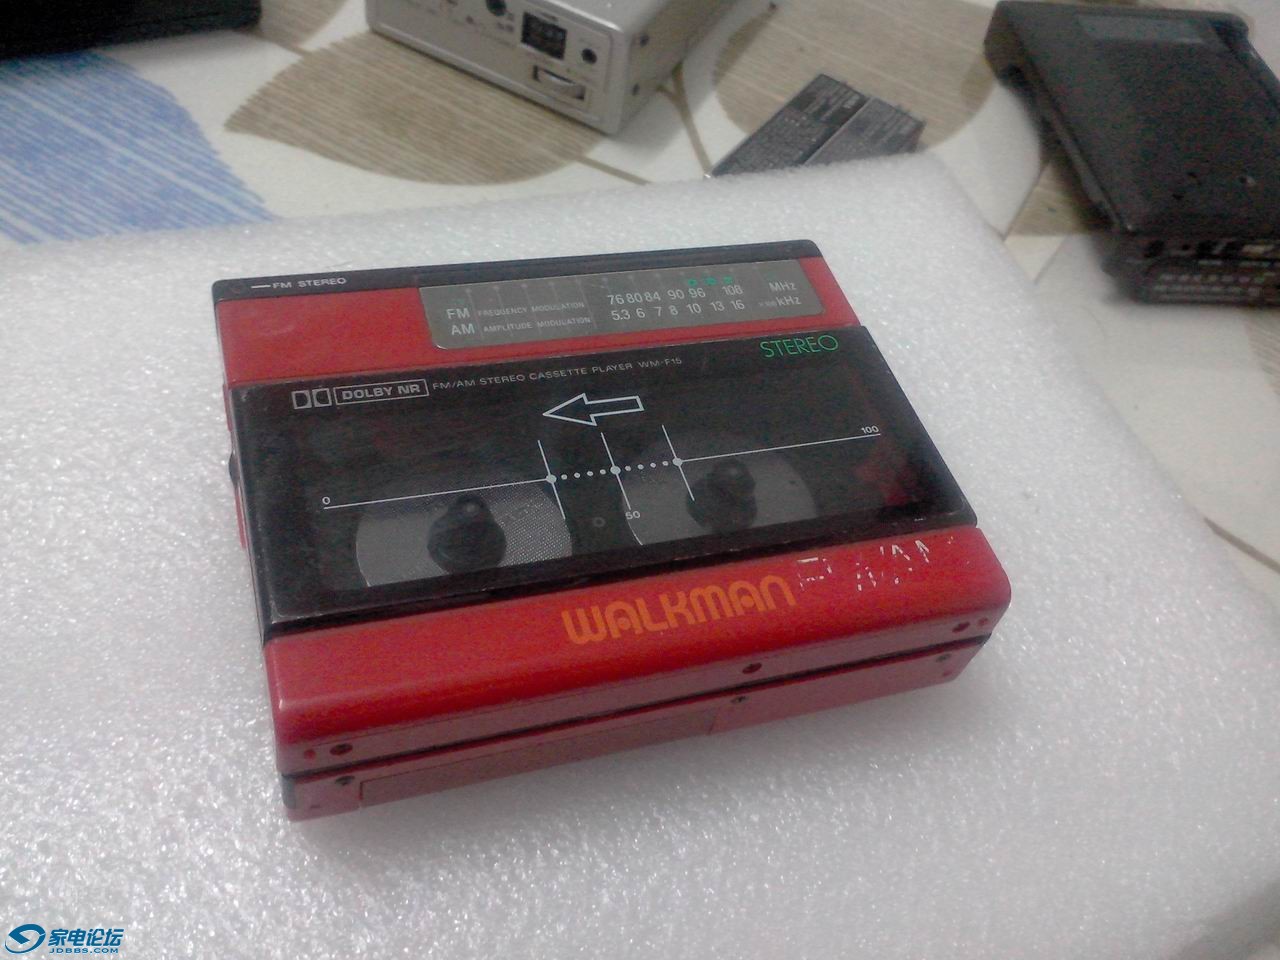 FM STEREO
FM FREQUENCY MODULATION 76 80 84 90 96 108 MHz
AM AMPLITUDE MODULATION 5.3 6 7 8 10 13 16 ×100 kHz
DOLBY NR FM/AM STEREO CASSETTE PLAYER WM-F15 STEREO
0 50 100
WALKMAN
家电论坛
JDBBS.COM